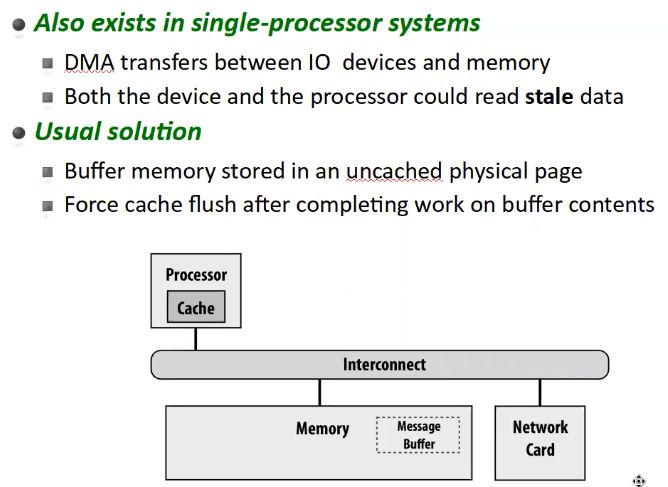 Also exists in single-processor systems
DMA transfers between IO devices and memory
Both the device and the processor could read stale data
Usual solution
Buffer memory stored in an uncached physical page
Force cache flush after completing work on buffer contents
Processor
Cache
Interconnect
Memory
Message
Buffer
Network
Card